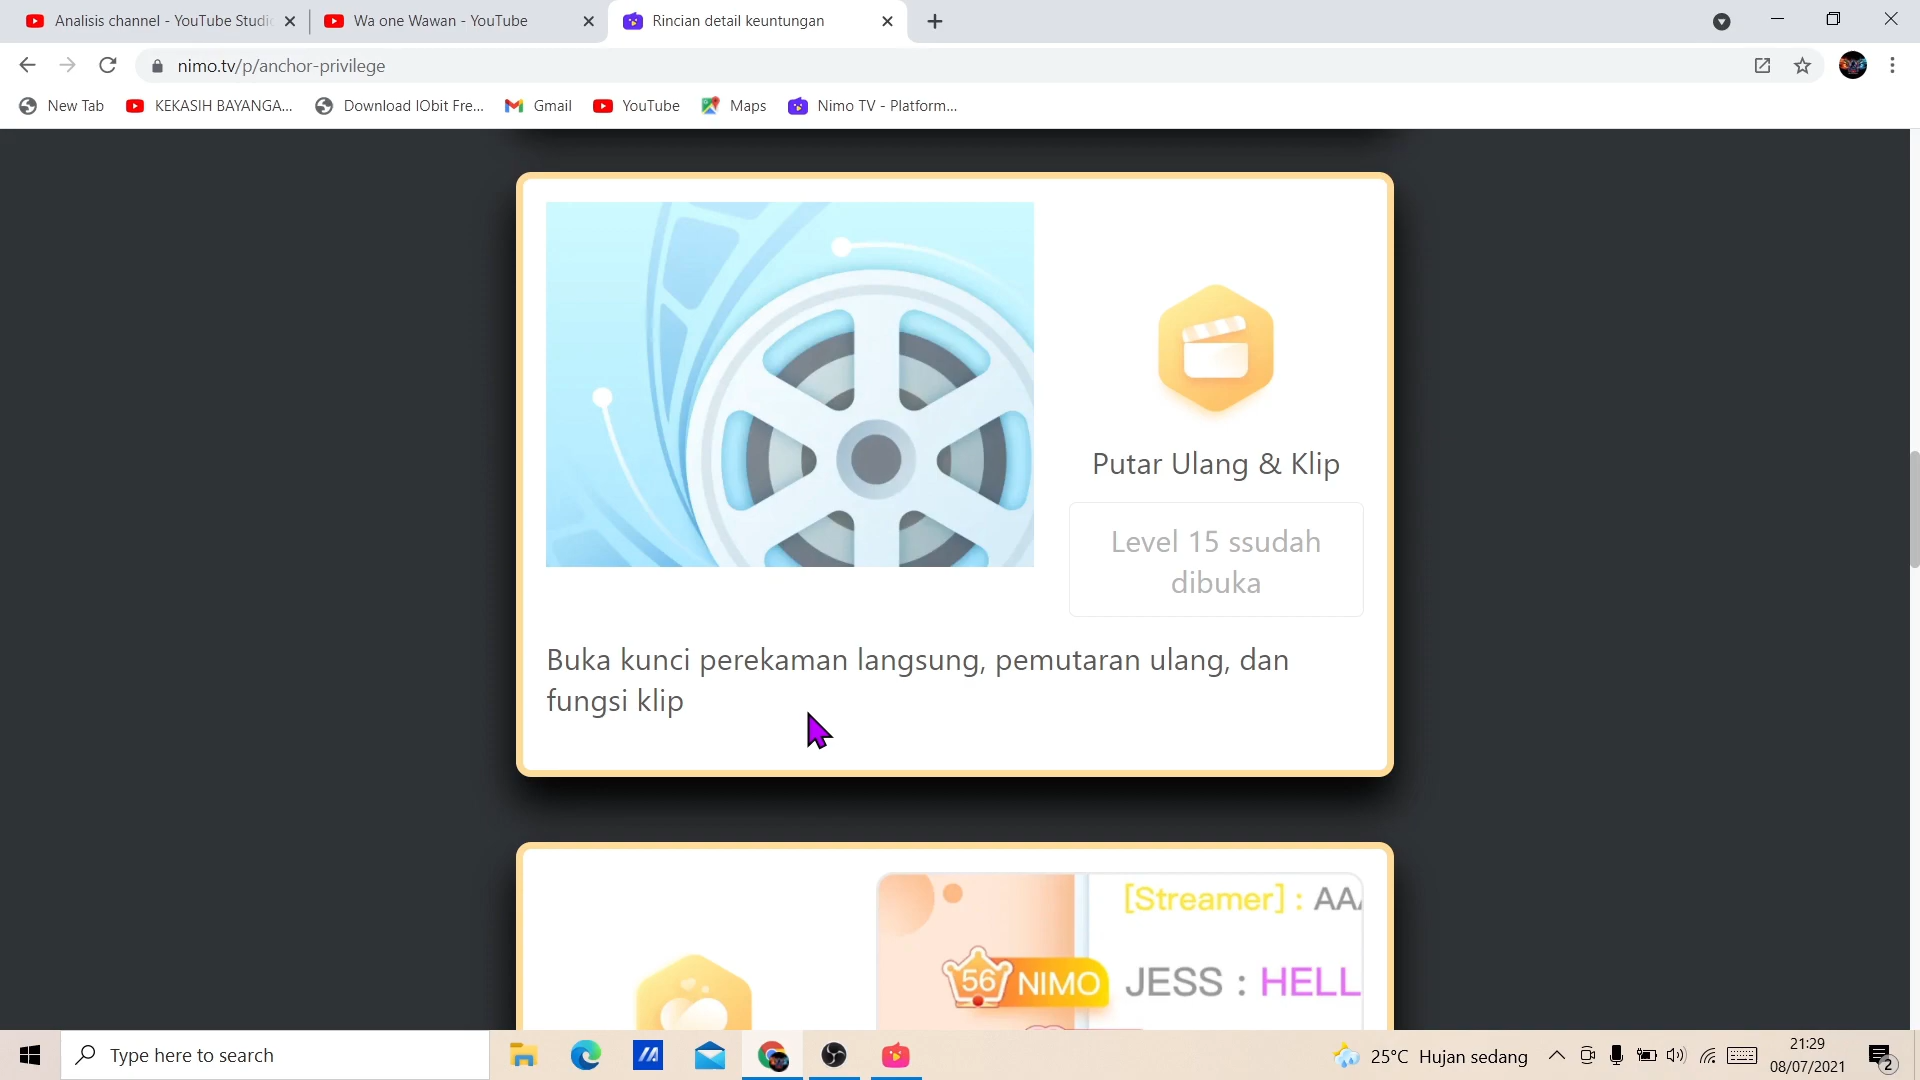 Analisis channel - YouTube Studio
Wa one Wawan - YouTube
Rincian detail keuntungan
nimo.tv/p/anchor-privilege
New Tab
KEKASIH BAYANGA...
Download IObit Fre...
Gmail
YouTube
Maps
Nimo TV - Platform...
Putar Ulang & Klip
Level 15 ssudah
dibuka
Buka kunci perekaman langsung, pemutaran ulang, dan
fungsi klip
[Streamer] : AAA
56 NIMO JESS : HELL
Type here to search
25°C Hujan sedang
21:29
08/07/2021
2